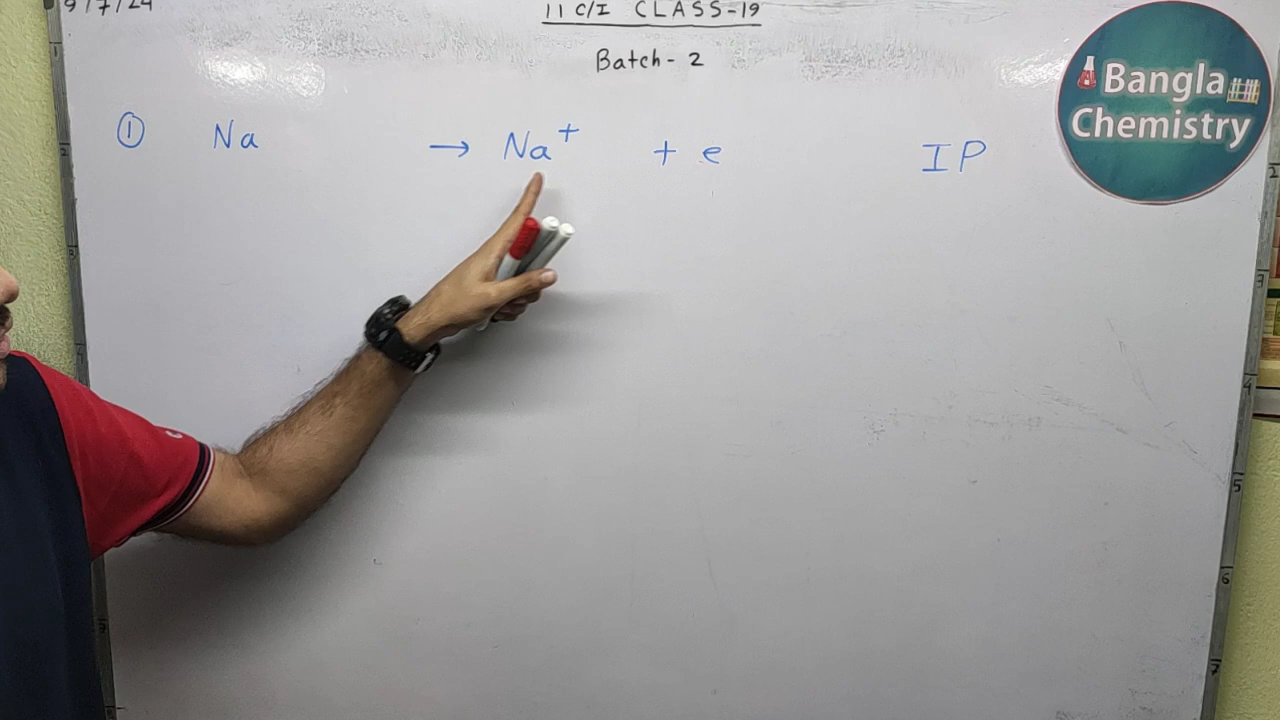 9/7/24
11 C/I CLASS-19
Batch - 2
Bangla
Chemistry
① Na → Na⁺ + e IP